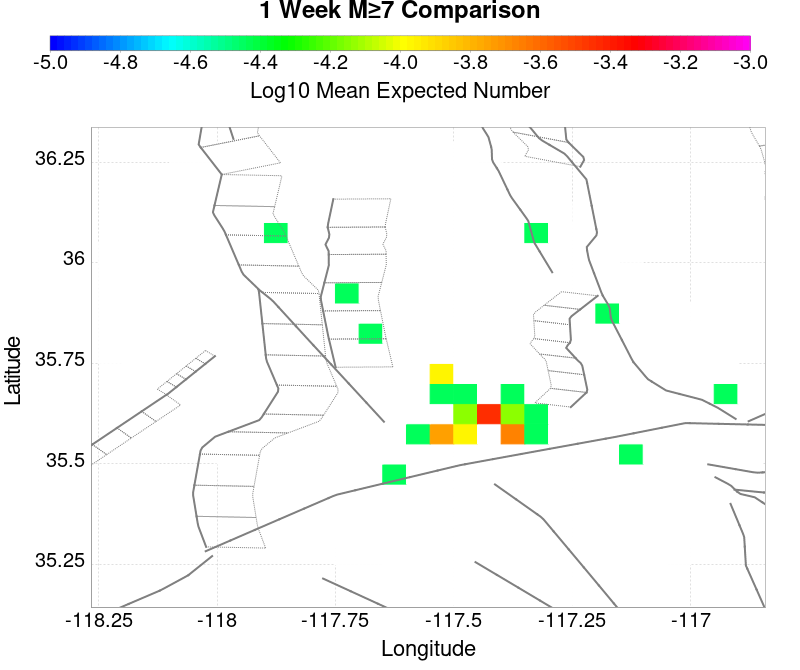 1 Week M≥7 Comparison
-5.0 -4.8 -4.6 -4.4 -4.2 -4.0 -3.8 -3.6 -3.4 -3.2 -3.0
Log10 Mean Expected Number
36.25
36
35.75
35.5
35.25
Latitude
-118.25 -118 -117.75 -117.5 -117.25 -117
Longitude